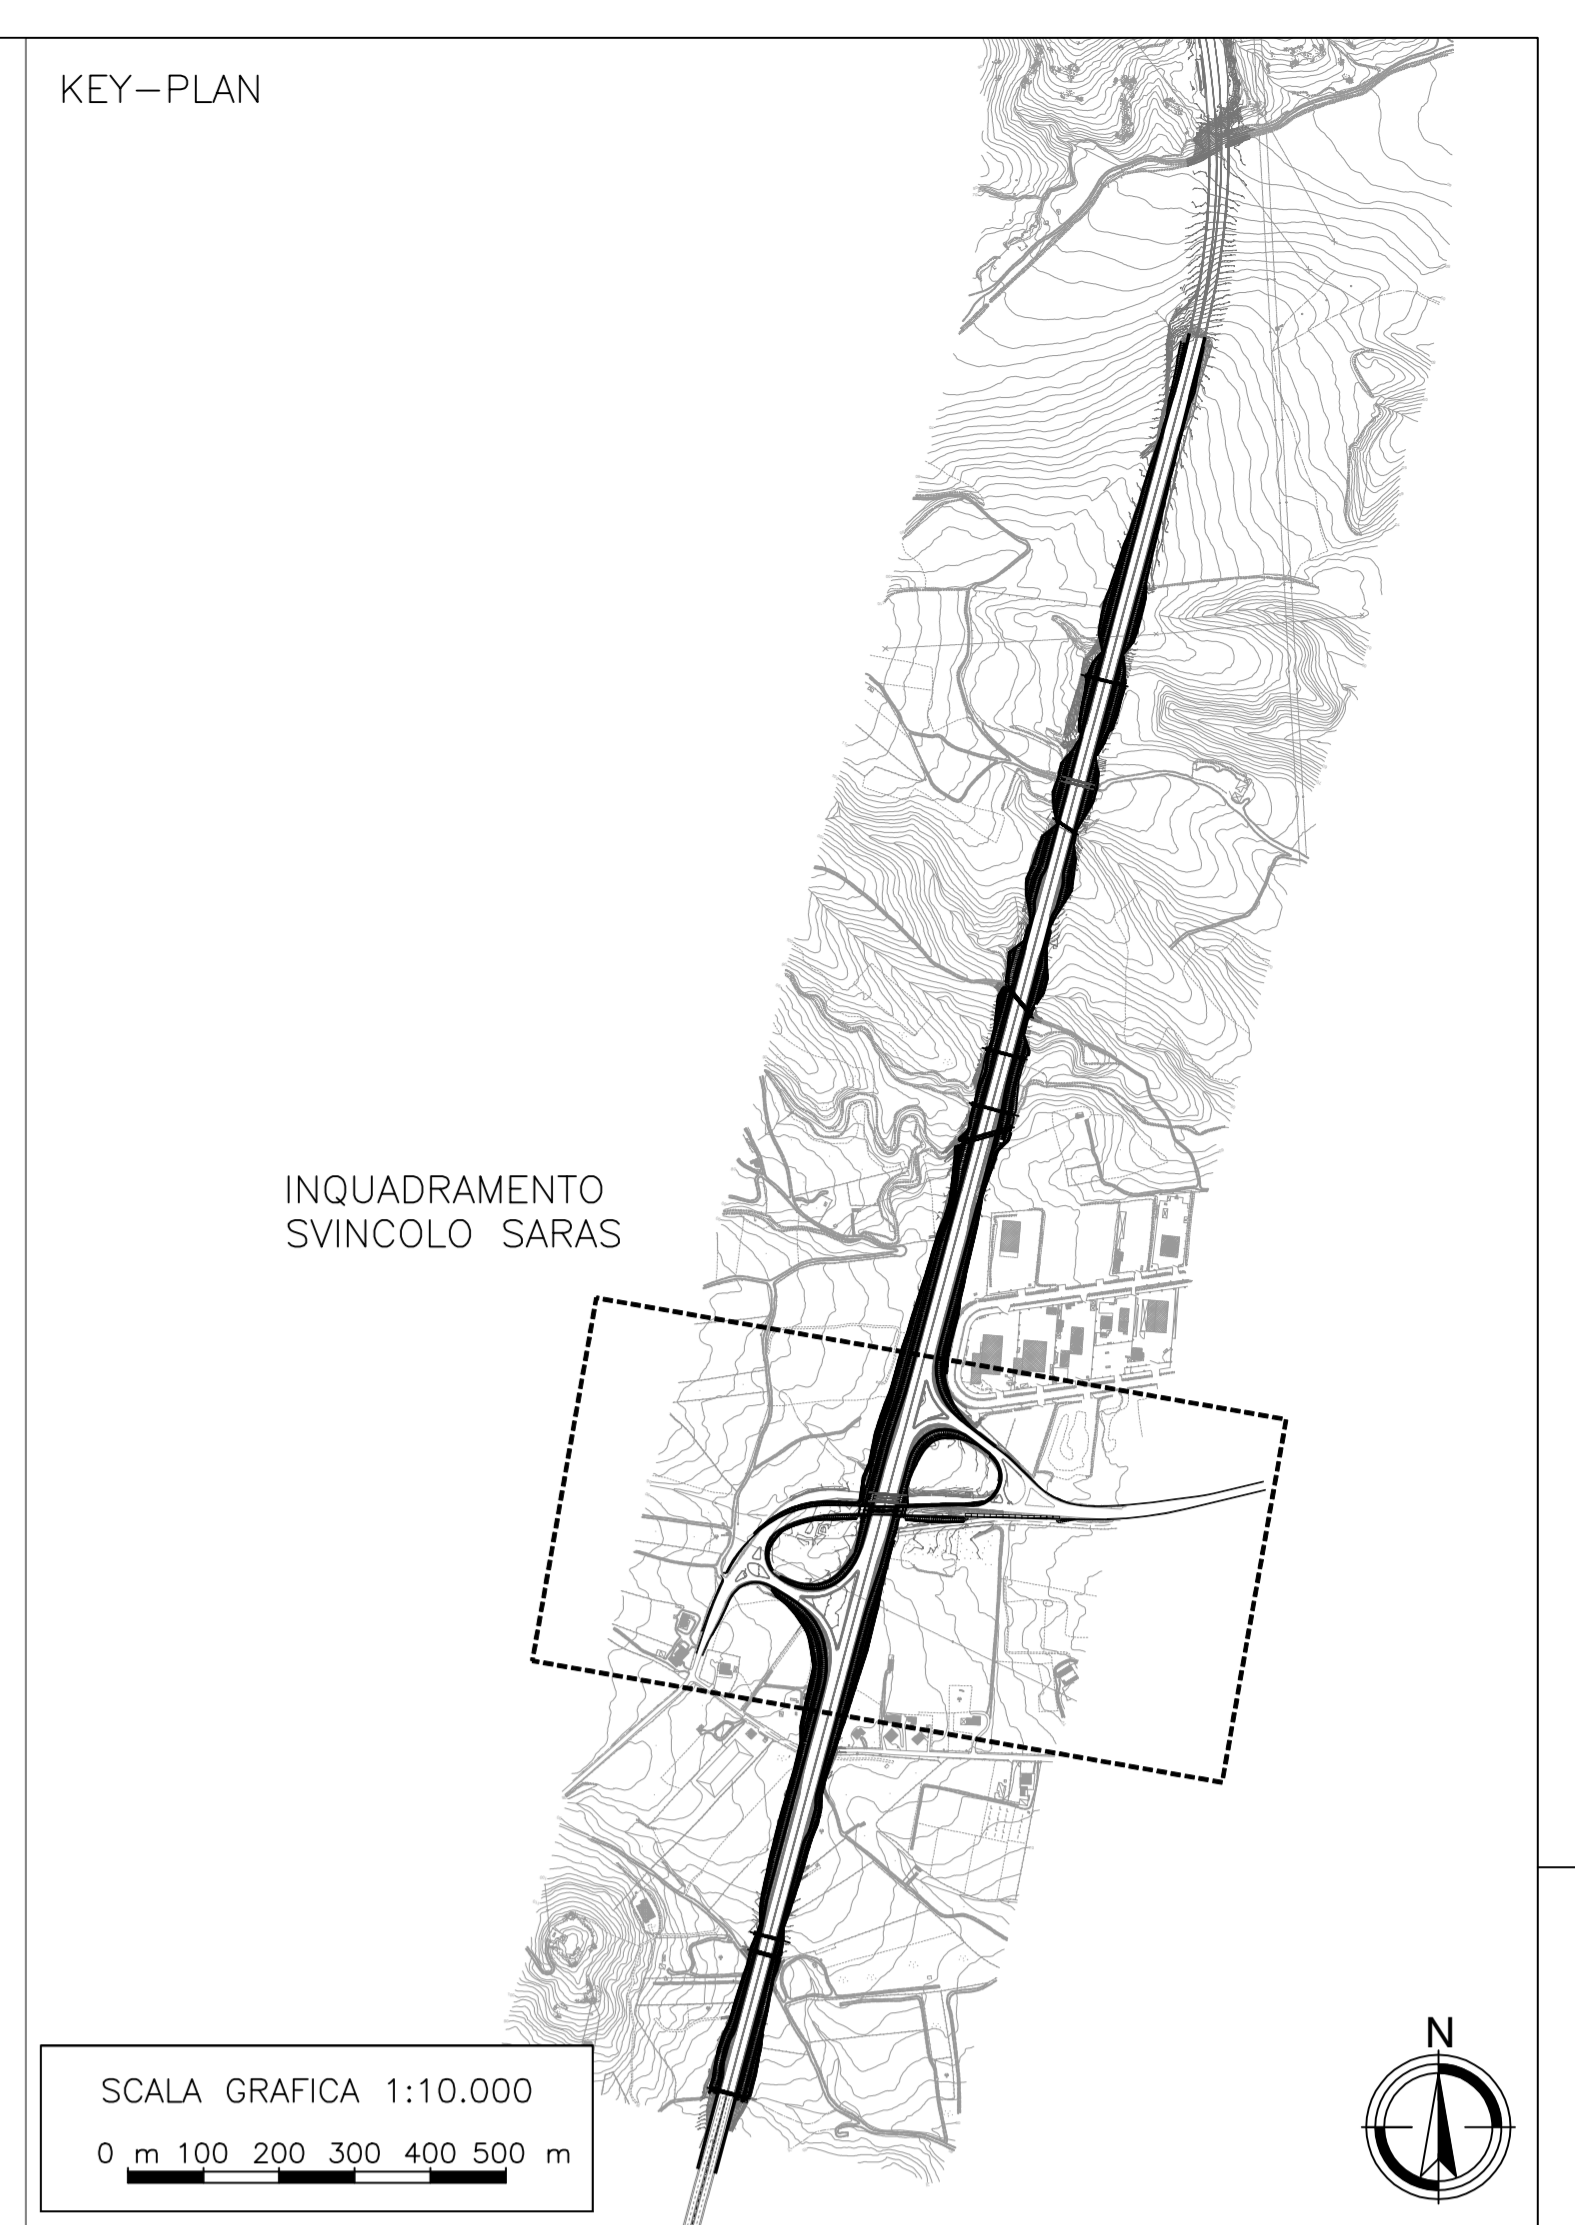 KEY-PLAN
INQUADRAMENTO
SVINCOLO SARAS
N
SCALA GRAFICA 1:10.000
0 m 100 200 300 400 500 m